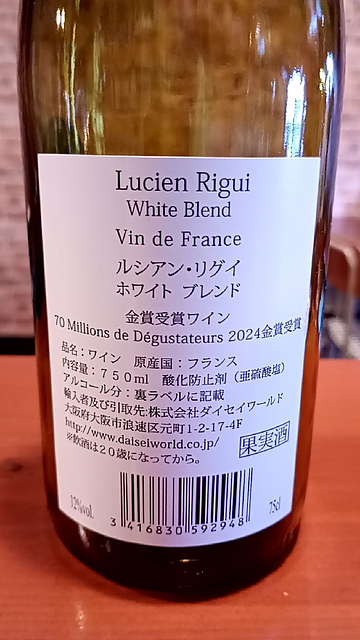 Lucien Rigui
White Blend
Vin de France
ルシアン・リグイ
ホワイト ブレンド
金賞受賞ワイン
70 Millions de Dégustateurs 2024金賞受賞
品名：ワイン 原産国：フランス
内容量：７５０ml 酸化防止剤（亜硫酸塩）
アルコール分：裏ラベルに記載
輸入者及び引取先:株式会社ダイセイワールド
大阪府大阪市浪速区元町1-2-17-4F
http://www.daiseiworld.co.jp/
※飲酒は２０歳になってから。
果実酒
12%vol.
75cl
3 416830 592948